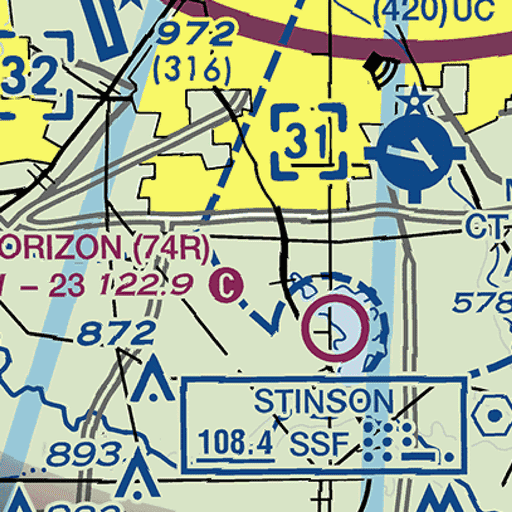 (420) UC
972
(316)
32
31
CT
ORIZON (74R)
- 23 122.9 C
578
872
STINSON
108.4 SSF
893